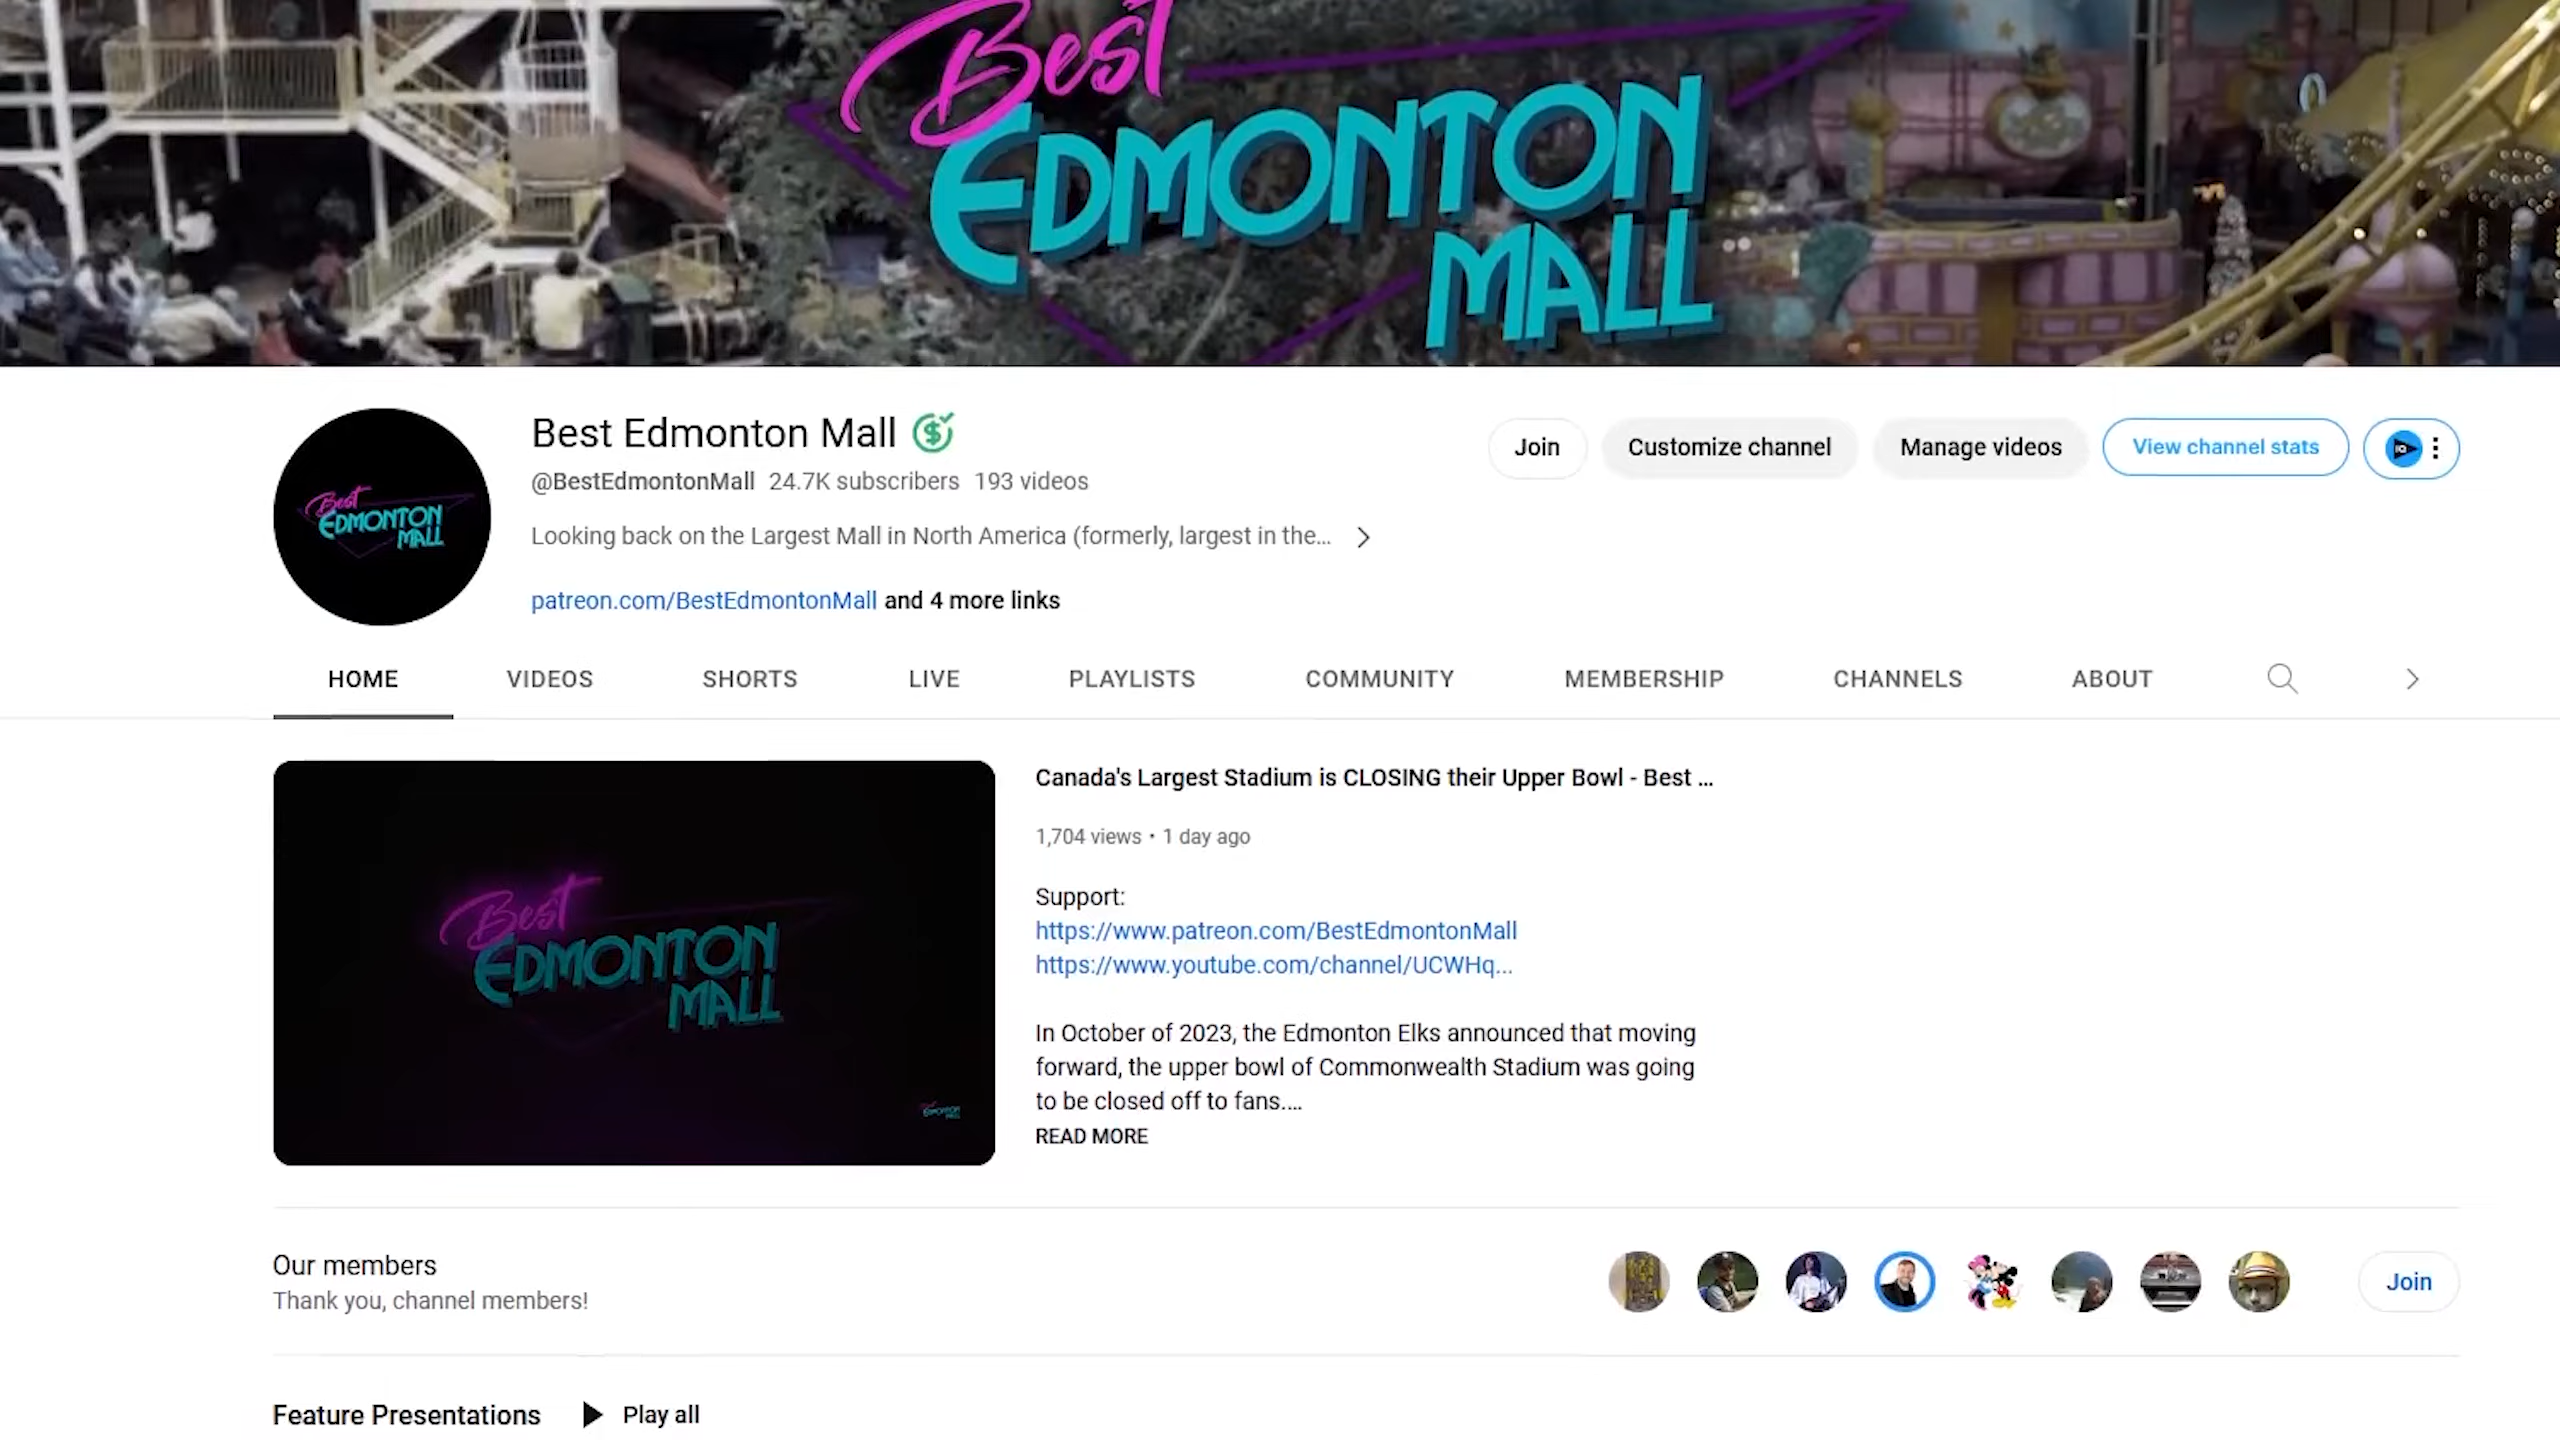 Best
EDMONTON
MALL
Best Edmonton Mall
@BestEdmontonMall 24.7K subscribers 193 videos
Join
Customize channel
Manage videos
View channel stats
Looking back on the Largest Mall in North America (formerly, largest in the...
patreon.com/BestEdmontonMall and 4 more links
Best
EDMONTON
MALL
HOME VIDEOS SHORTS LIVE PLAYLISTS COMMUNITY MEMBERSHIP CHANNELS ABOUT
Best
EDMONTON
MALL
EDMONTON
MALL
Canada's Largest Stadium is CLOSING their Upper Bowl - Best ...
1,704 views • 1 day ago
Support:
https://www.patreon.com/BestEdmontonMall
https://www.youtube.com/channel/UCWHq...
In October of 2023, the Edmonton Elks announced that moving
forward, the upper bowl of Commonwealth Stadium was going
to be closed off to fans....
READ MORE
Our members
Thank you, channel members!
Join
Feature Presentations Play all